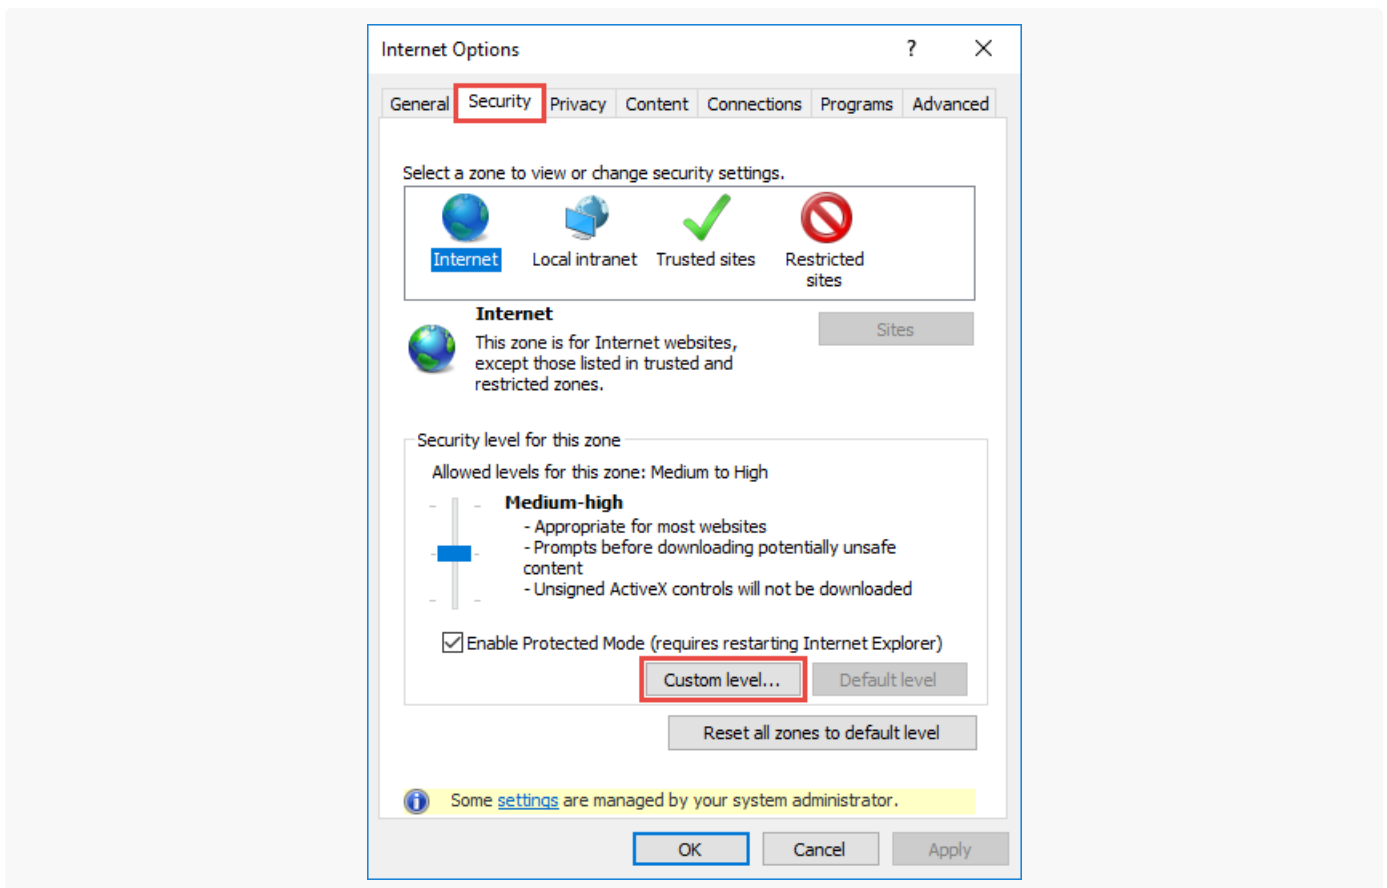 Internet Options ?
General Security Privacy Content Connections Programs Advanced
Select a zone to view or change security settings.
Internet Local intranet Trusted sites Restricted
sites
Internet
Sites
This zone is for Internet websites,
except those listed in trusted and
restricted zones.
Security level for this zone
Allowed levels for this zone: Medium to High
Medium-high
- Appropriate for most websites
- Prompts before downloading potentially unsafe
content
- Unsigned ActiveX controls will not be downloaded
Enable Protected Mode (requires restarting Internet Explorer)
Custom level... Default level
Reset all zones to default level
Some settings are managed by your system administrator.
OK Cancel Apply